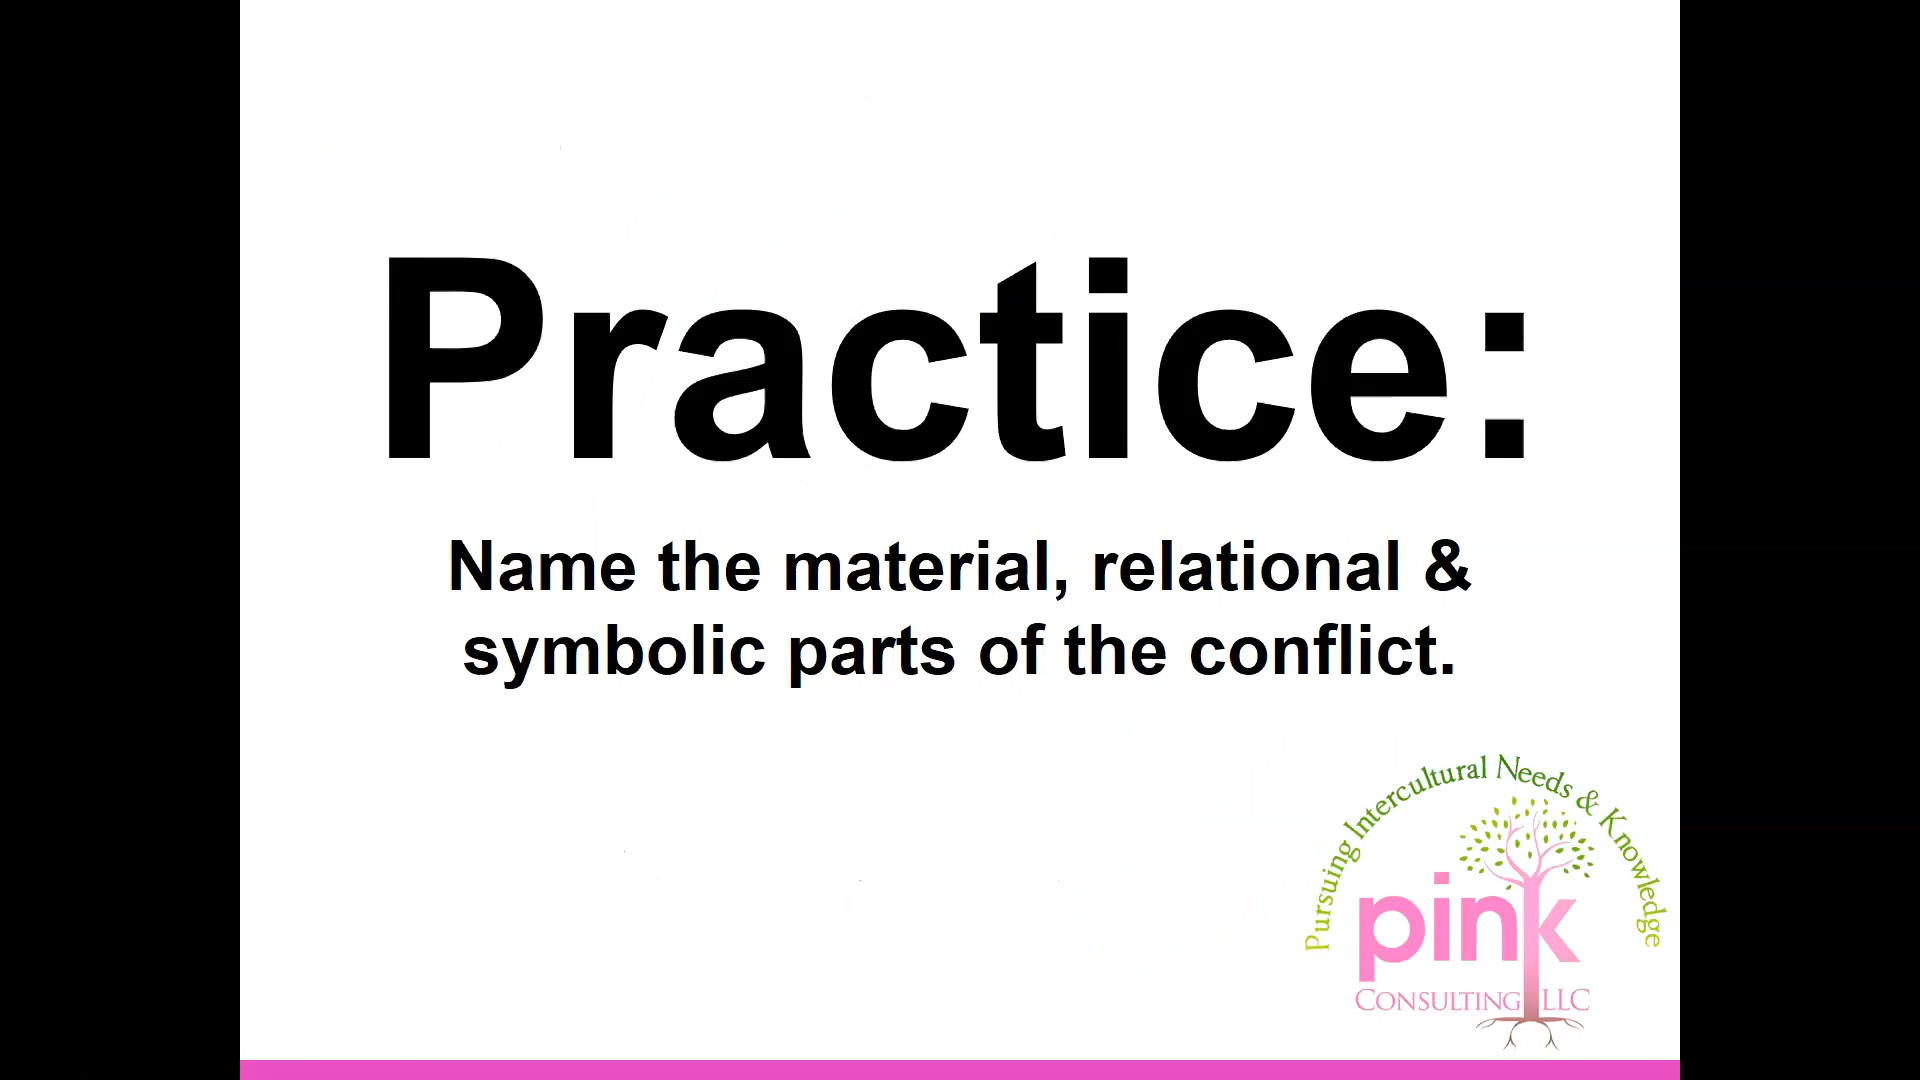 Practice:
Name the material, relational &
symbolic parts of the conflict.
Pursuing Intercultural Needs & Knowledge
pink
CONSULTING LLC